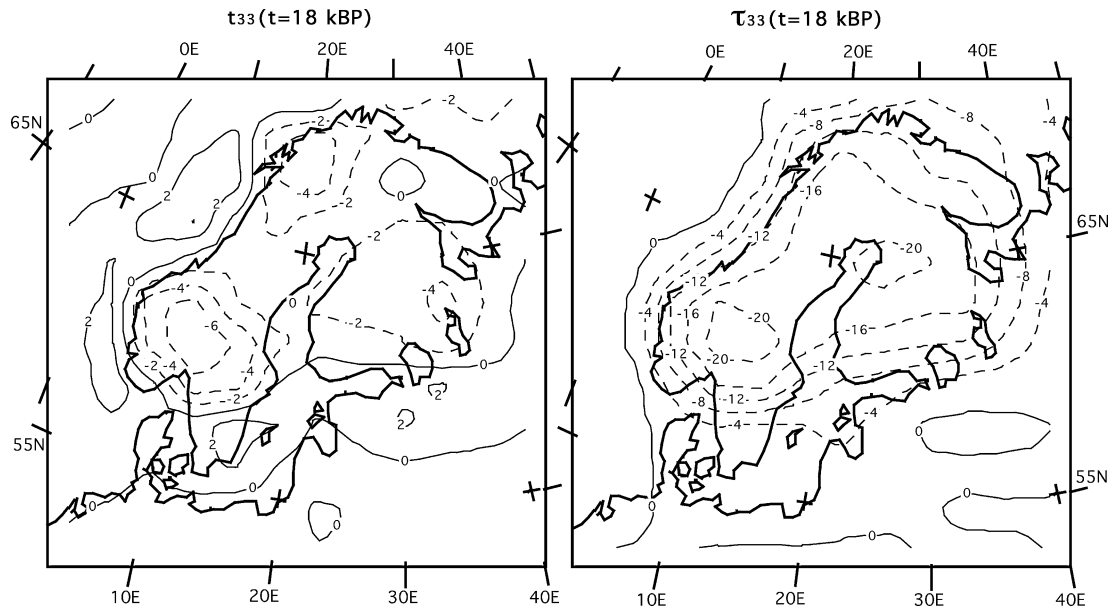 t33(t=18 kBP) τ33(t=18 kBP)
0E 20E 40E 0E 20E 40E
65N 0 -2 -2 -4 -8 -8 -4
0 2 2 -4 -2 0 0 -16 65N
-2 0 -4 -12 -20
0 -4 -4 0 -12 -8 -4
2 -6 -2 -4 -16 -20 -16
-2 -4 -4 0 -12 -20 -12
-2 2 -8 -12 -4 -4
55N 2 2 0 0
0 0 0 0 55N
0 0
10E 20E 30E 40E 10E 20E 30E 40E